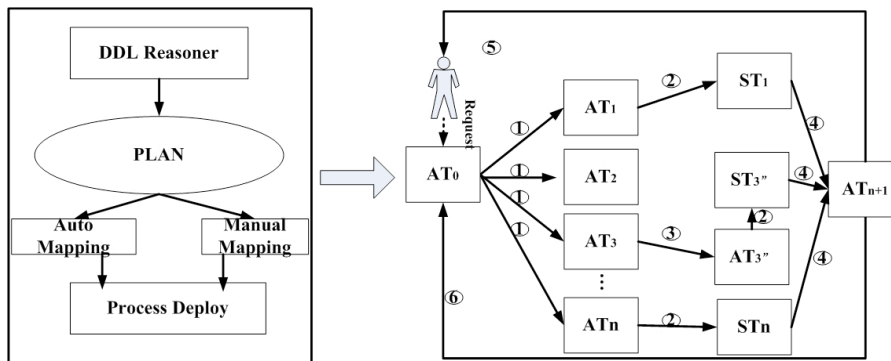 DDL Reasoner
PLAN
Auto
Mapping
Manual
Mapping
Process Deploy
⑤
Request
AT₀
①
①
①
①
⑥
AT₁
AT₂
AT₃
⋮
ATn
②
③
②
ST₁
ST₃″
②
AT₃″
STn
④
④
④
ATₙ₊₁